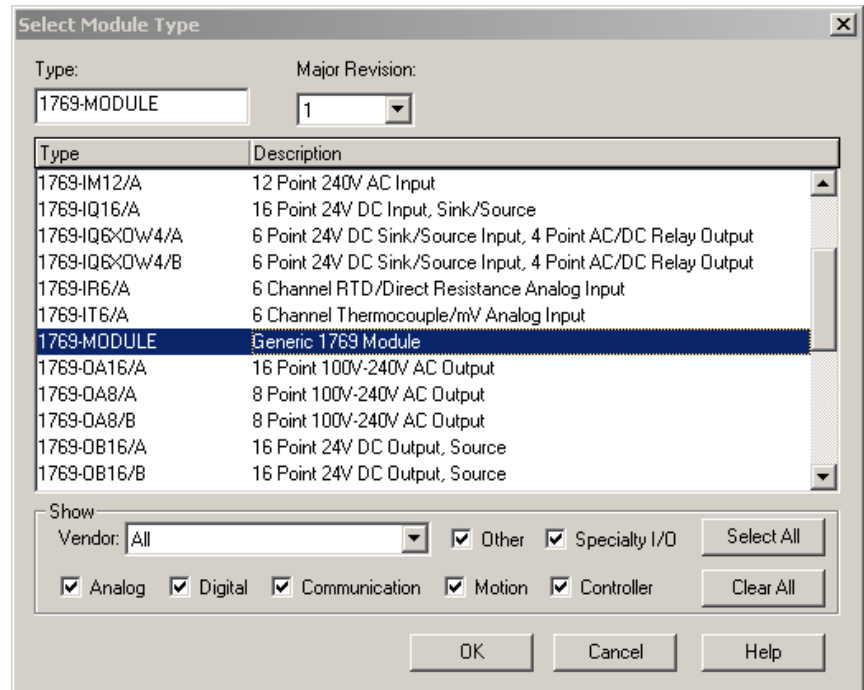 Select Module Type
Type:
Major Revision:
1769-MODULE
1
Type Description
1769-IM12/A 12 Point 240V AC Input
1769-IQ16/A 16 Point 24V DC Input, Sink/Source
1769-IQ6XOW4/A 6 Point 24V DC Sink/Source Input, 4 Point AC/DC Relay Output
1769-IQ6XOW4/B 6 Point 24V DC Sink/Source Input, 4 Point AC/DC Relay Output
1769-IR6/A 6 Channel RTD/Direct Resistance Analog Input
1769-IT6/A 6 Channel Thermocouple/mV Analog Input
1769-MODULE Generic 1769 Module
1769-OA16/A 16 Point 100V-240V AC Output
1769-OA8/A 8 Point 100V-240V AC Output
1769-OA8/B 8 Point 100V-240V AC Output
1769-OB16/A 16 Point 24V DC Output, Source
1769-OB16/B 16 Point 24V DC Output, Source
Show
Vendor: All Other Specialty I/O Select All
Analog Digital Communication Motion Controller Clear All
OK Cancel Help